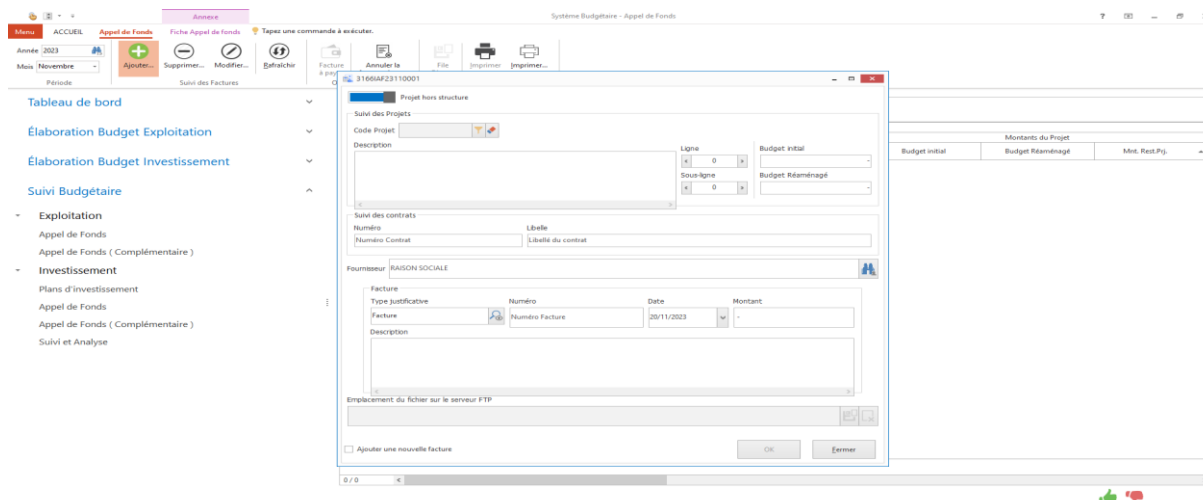 Annexe
Système Budgétaire - Appel de Fonds
Menu ACCUEIL Appel de Fonds Fiche Appel de fonds Tapez une commande à exécuter.
Année 2023
Mois Novembre
Ajouter... Supprimer... Modifier... Rafraîchir
Facture
à pay
Annuler la
File
Imprimer Imprimer...
Période Suivi des Factures
Tableau de bord
Élaboration Budget Exploitation
Élaboration Budget Investissement
Suivi Budgétaire
Exploitation
Appel de Fonds
Appel de Fonds ( Complémentaire )
Investissement
Plans d'investissement
Appel de Fonds
Appel de Fonds ( Complémentaire )
Suivi et Analyse
3166IAF23110001
Projet hors structure
Suivi des Projets
Code Projet
Description
Ligne Budget initial
0
Sous-ligne Budget Réaménagé
0
Suivi des contrats
Numéro Libelle
Numéro Contrat Libellé du contrat
Fournisseur RAISON SOCIALE
Facture
Type Justificative Numéro Date Montant
Facture Numéro Facture 20/11/2023 -
Description
Emplacement du fichier sur le serveur FTP
Ajouter une nouvelle facture
OK Fermer
Montants du Projet
Budget initial Budget Réaménagé Mnt. Rest.Prj.
0 / 0